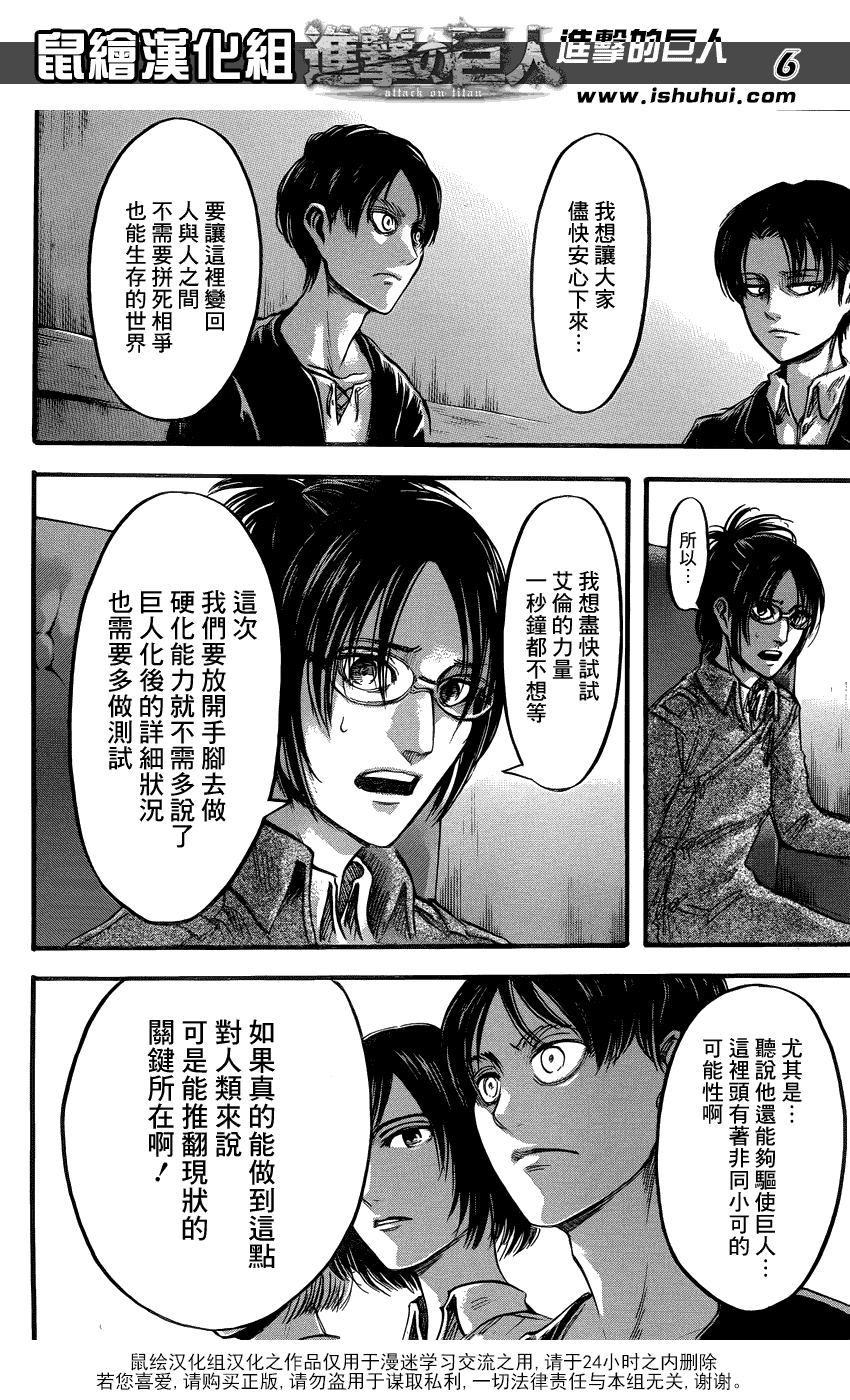 鼠繪漢化組
進撃の巨人
attack on titan
進擊的巨人
www.ishuhui.com
6
我想讓大家
儘快安心下來…
要讓這裡變回
人與人之間
不需要拼死相爭
也能生存的世界
所以…
我想盡快試試
艾倫的力量
一秒鐘都不想等
這次
我們要放開手腳去做
硬化能力就不需多說了
巨人化後的詳細狀況
也需要多做測試
尤其是…
聽說他還能夠驅使巨人…
這裡頭有著非同小可的
可能性啊
如果真的能做到這點
對人類來說
可是能推翻現狀的
關鍵所在啊！
鼠绘汉化组汉化之作品仅用于漫迷学习交流之用, 请于24小时之内删除
若您喜爱, 请购买正版, 请勿用于谋取私利, 一切法律责任与本组无关, 谢谢.